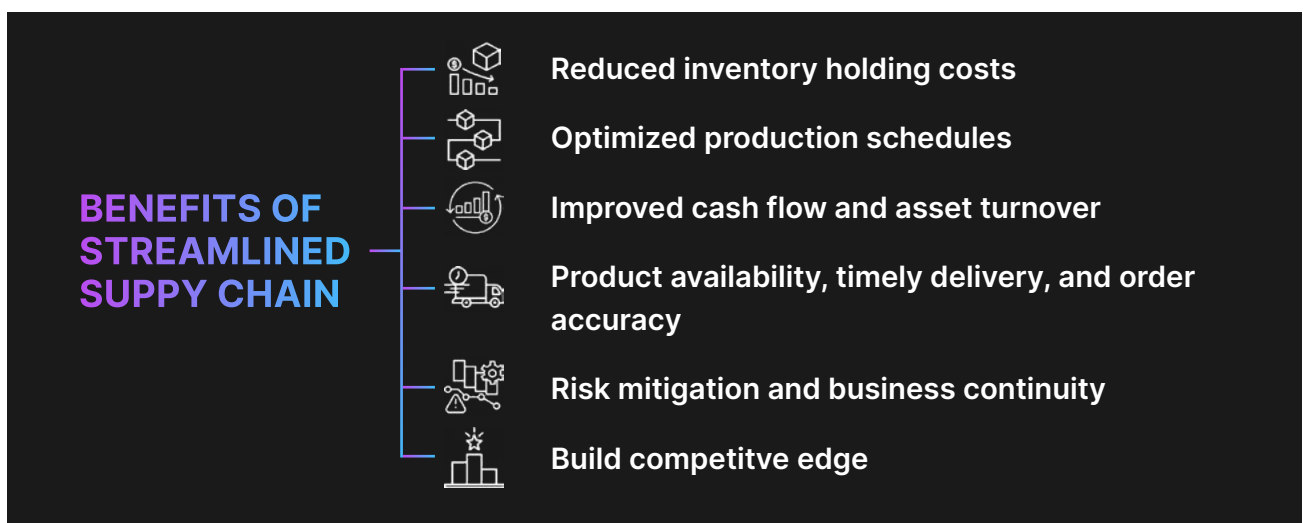 BENEFITS OF
STREAMLINED
SUPPY CHAIN
Reduced inventory holding costs
Optimized production schedules
Improved cash flow and asset turnover
Product availability, timely delivery, and order
accuracy
Risk mitigation and business continuity
Build competitve edge